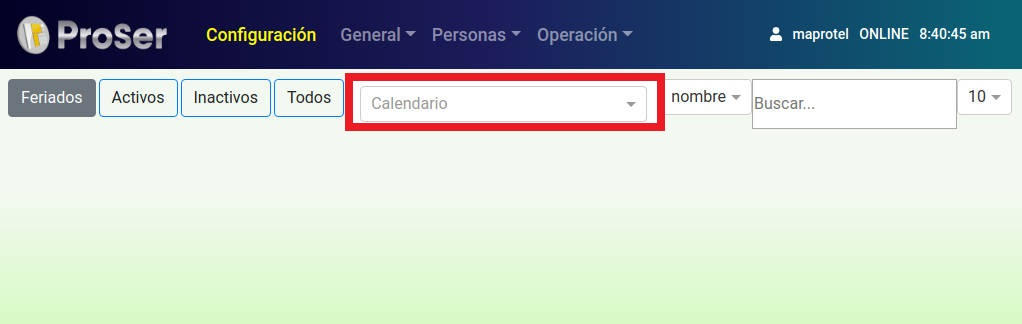 ProSer Configuración General Personas Operación maprotel ONLINE 8:40:45 am
Feriados Activos Inactivos Todos Calendario nombre Buscar... 10